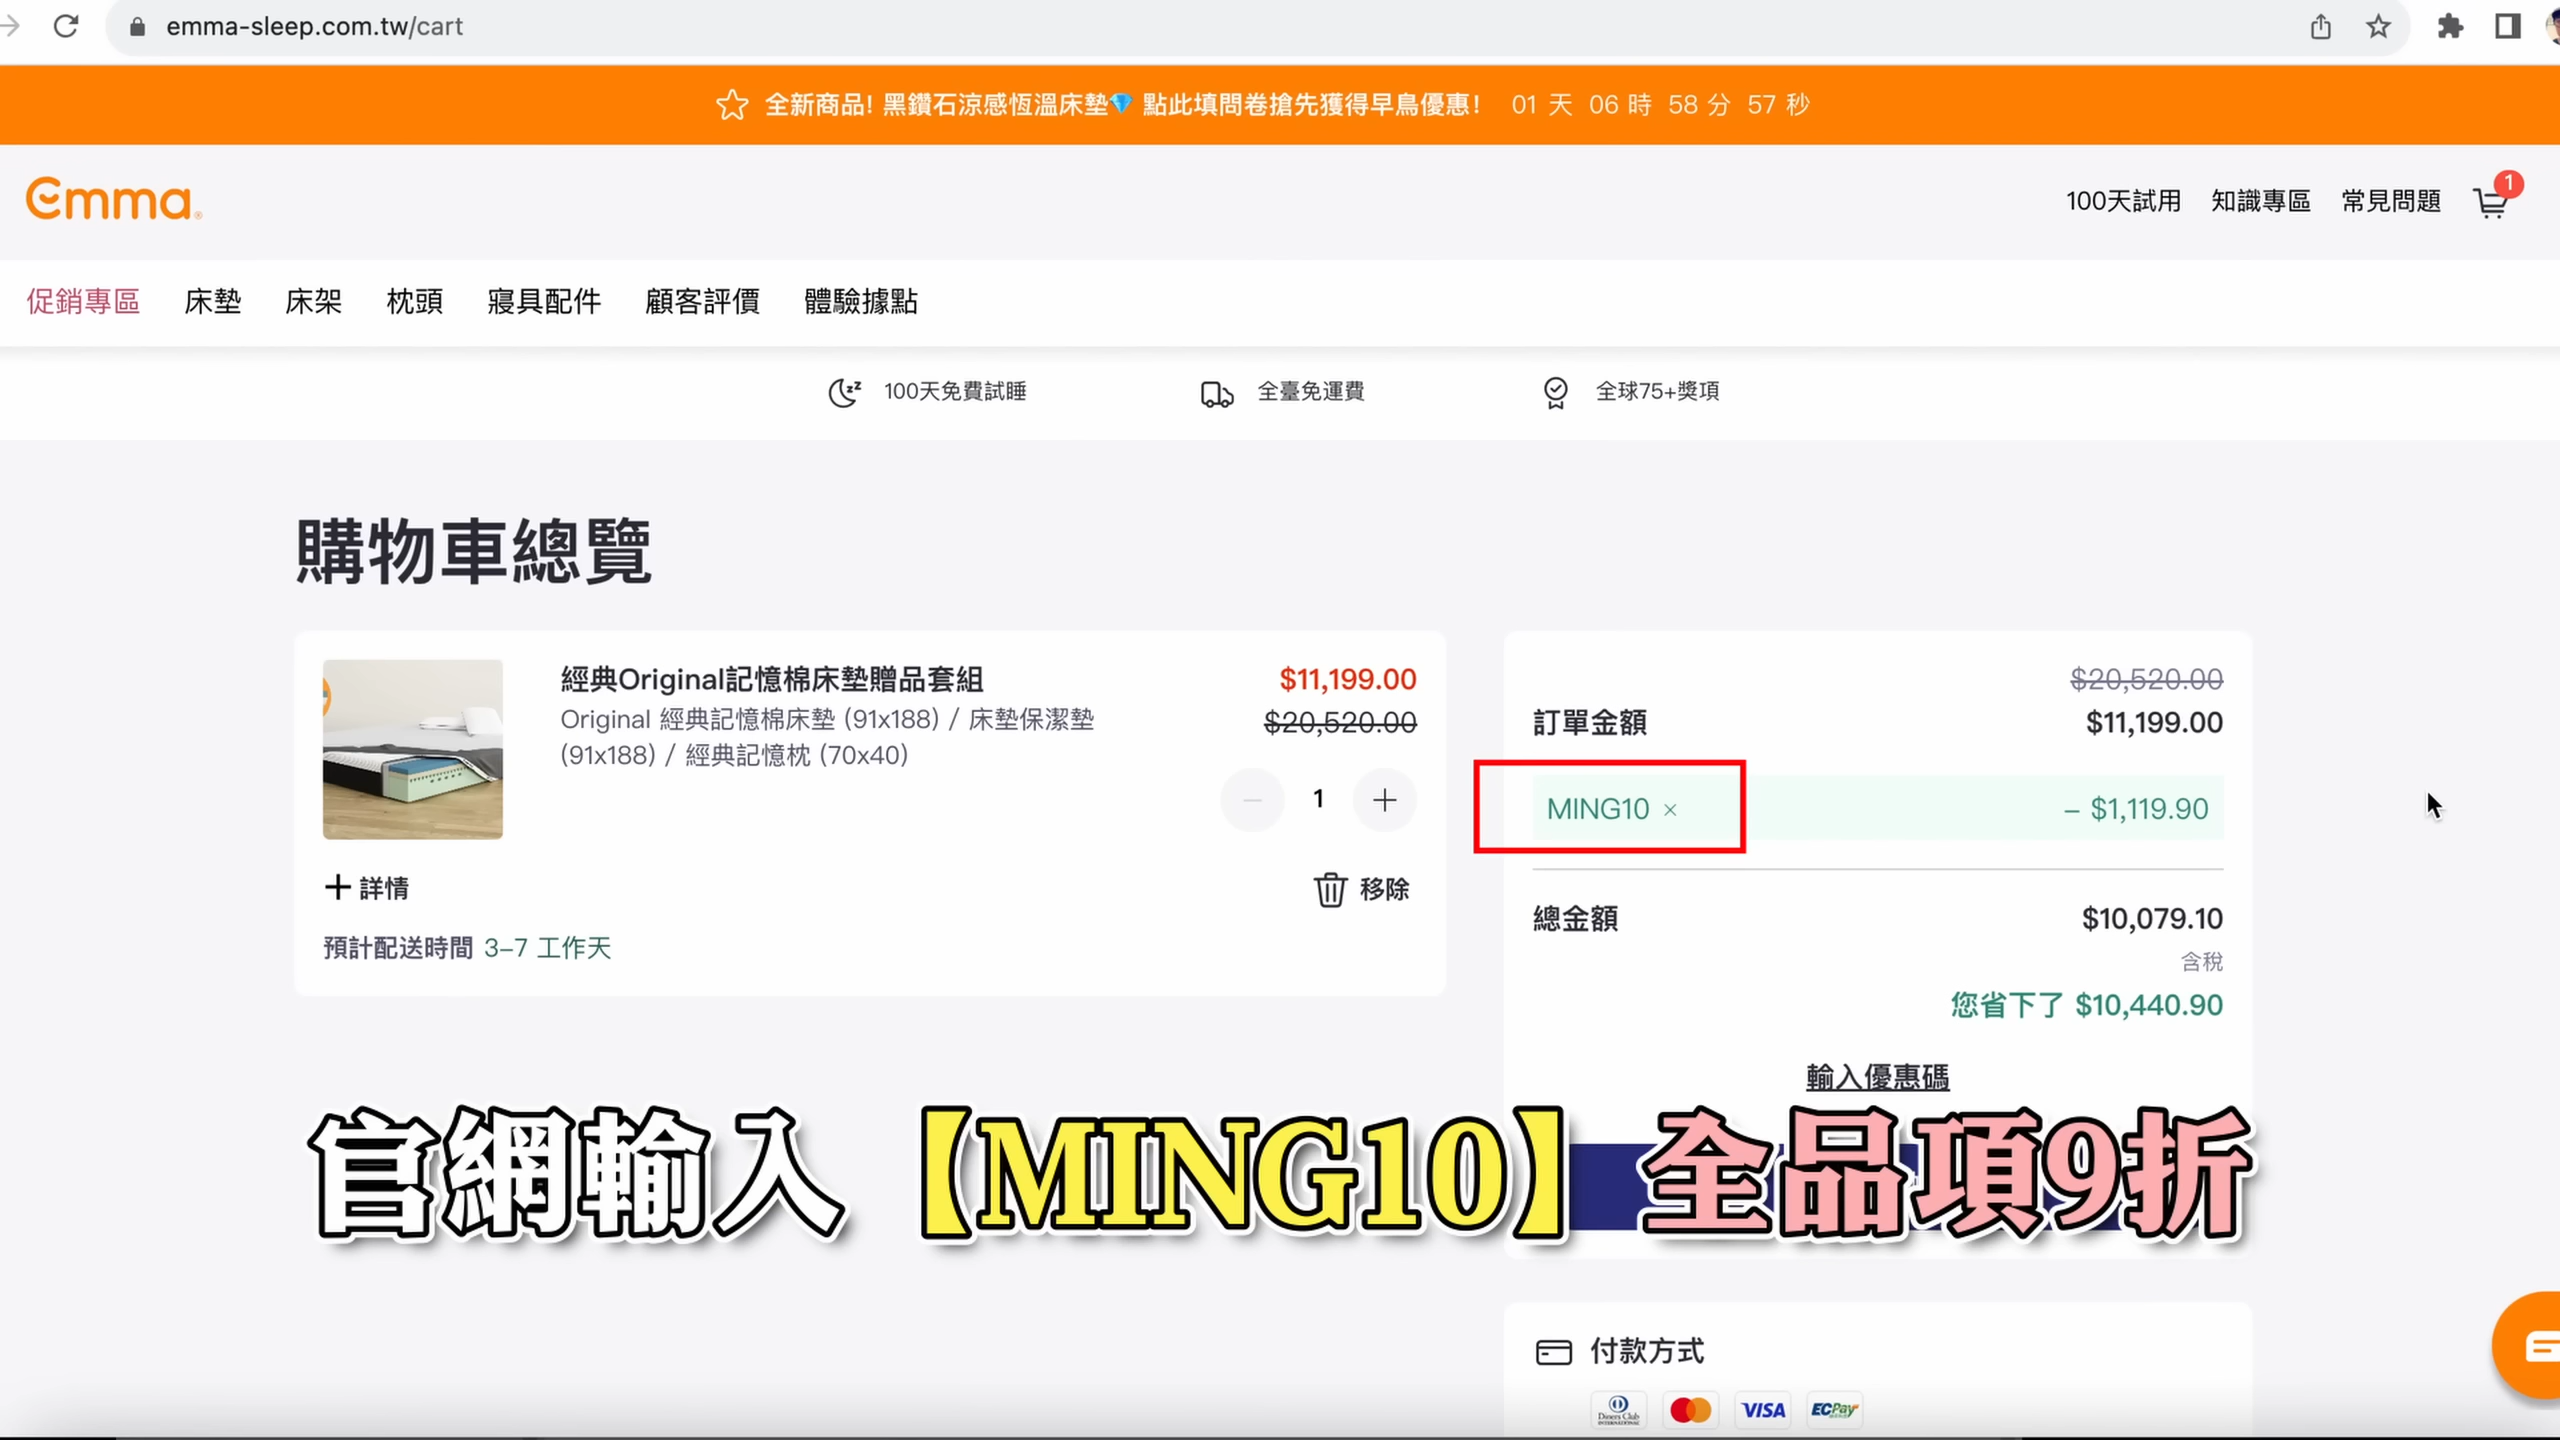 emma-sleep.com.tw/cart
全新商品! 黑鑽石涼感恆溫床墊💎 點此填問卷搶先獲得早鳥優惠! 01 天 06 時 58 分 57 秒
Emma®
100天試用 知識專區 常見問題 1
促銷專區 床墊 床架 枕頭 寢具配件 顧客評價 體驗據點
100天免費試睡 全臺免運費 全球75+獎項
購物車總覽
經典Original記憶棉床墊贈品套組 $11,199.00
Original 經典記憶棉床墊 (91x188) / 床墊保潔墊 $20,520.00
(91x188) / 經典記憶枕 (70x40)
− 1 +
+ 詳情 移除
預計配送時間 3–7 工作天
$20,520.00
訂單金額 $11,199.00
MING10 × – $1,119.90
總金額 $10,079.10
含稅
您省下了 $10,440.90
輸入優惠碼
官網輸入【MING10】全品項9折
付款方式
Diners Club INTERNATIONAL VISA ECPay